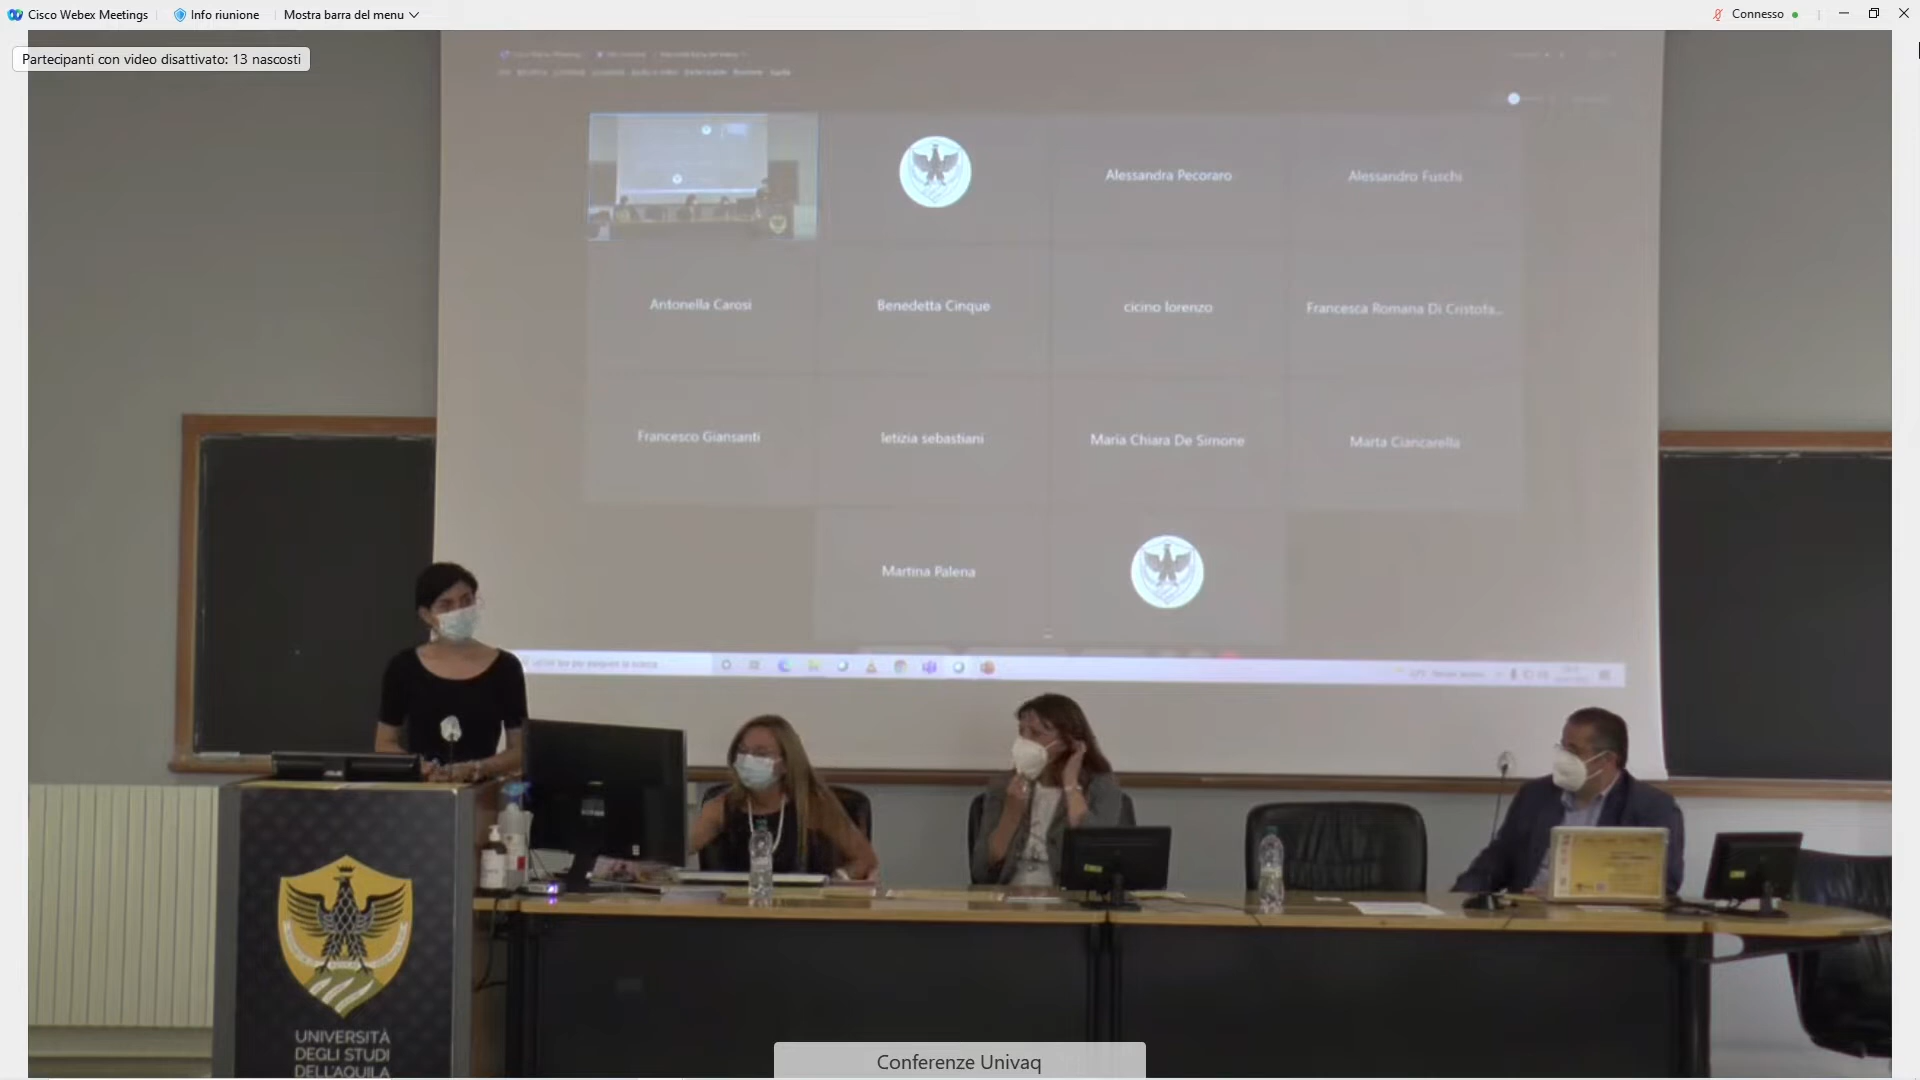 Cisco Webex Meetings
Info riunione
Mostra barra del menu
Connesso
Partecipanti con video disattivato: 13 nascosti
Alessandra Pecoraro
Alessandro Fuschi
Antonella Carosi
Benedetta Cinque
cicino lorenzo
Francesca Romana Di Cristofa...
Francesco Giansanti
letizia sebastiani
Maria Chiara De Simone
Marta Ciancarella
Martina Palena
UNIVERSITÀ
DEGLI STUDI
DELL'AQUILA
Conferenze Univaq